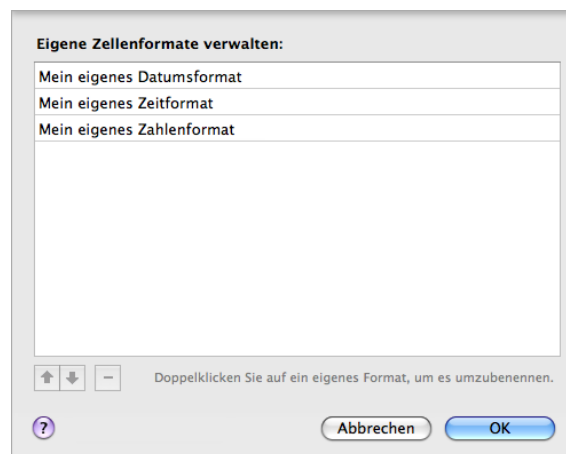 Eigene Zellenformate verwalten:
Mein eigenes Datumsformat
Mein eigenes Zeitformat
Mein eigenes Zahlenformat
Doppelklicken Sie auf ein eigenes Format, um es umzubenennen.
? Abbrechen OK